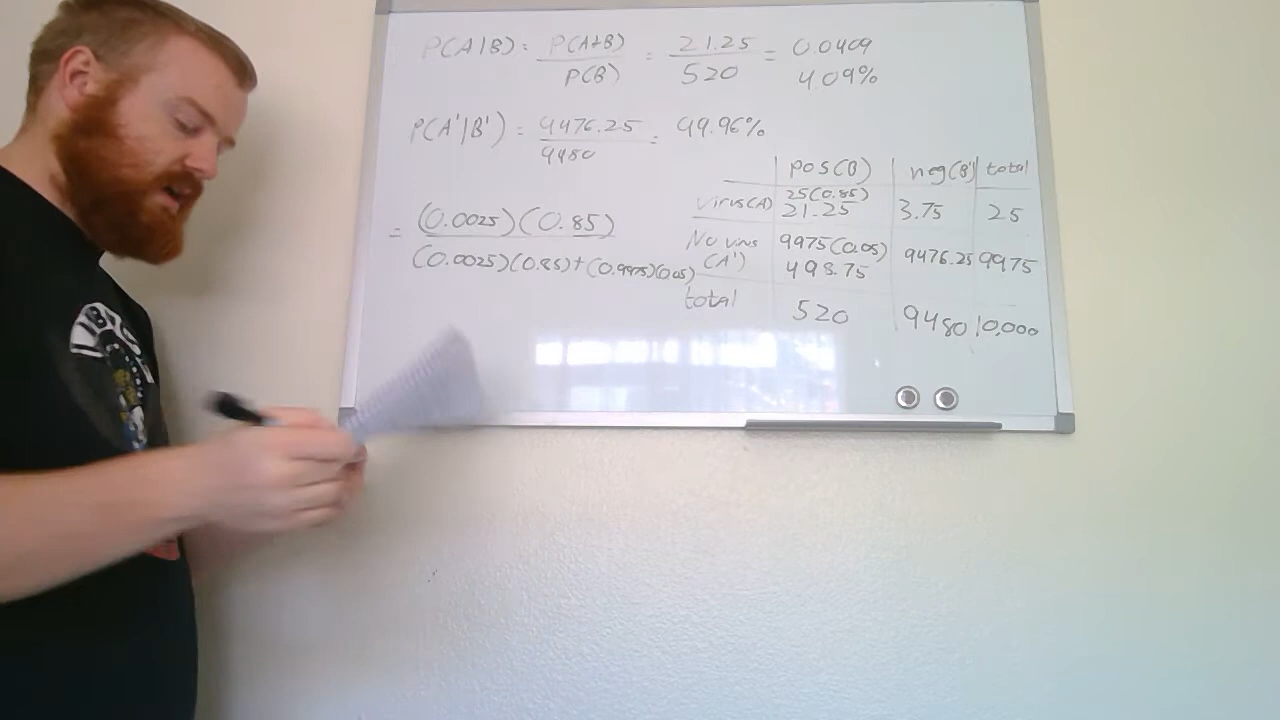 P(A|B) = P(A+B) / P(B) = 21.25 / 520 = 0.0409
4.09%
P(A'|B') = 9476.25 / 9480 = 99.96%
= (0.0025)(0.85) / (0.0025)(0.85)+(0.9975)(0.05)
pos(B) neg(B') total
virus(A) 25(0.85) 21.25 3.75 25
No virus (A') 9975(0.05) 498.75 9476.25 9975
total 520 9480 10,000